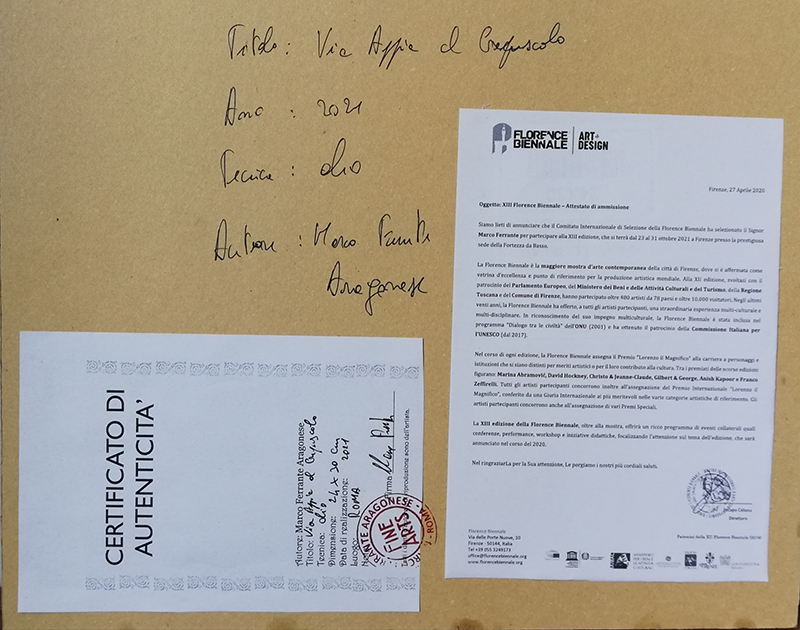 Titolo : Via Appia al Crepuscolo
Anno : 2021
Tecnica : olio
Autore : Marco Ferrante
Aragonese
FLORENCE
BIENNALE
ART+
DESIGN
Firenze, 27 Aprile 2020
Oggetto: XIII Florence Biennale – Attestato di ammissione
Siamo lieti di annunciare che il Comitato Internazionale di Selezione della Florence Biennale ha selezionato il Signor
Marco Ferrante per partecipare alla XIII edizione, che si terrà dal 23 al 31 ottobre 2021 a Firenze presso la prestigiosa
sede della Fortezza da Basso.
La Florence Biennale è la maggiore mostra d'arte contemporanea della città di Firenze, dove si è affermata come
vetrina d'eccellenza e punto di riferimento per la produzione artistica mondiale. Alla XII edizione, svoltasi con il
patrocinio del Parlamento Europeo, del Ministero dei Beni e delle Attività Culturali e del Turismo, della Regione
Toscana e del Comune di Firenze, hanno partecipato oltre 480 artisti da 78 paesi e oltre 10.000 visitatori. Negli ultimi
venti anni, la Florence Biennale ha offerto, a tutti gli artisti partecipanti, una straordinaria esperienza multi-culturale e
multi-disciplinare. In riconoscimento del suo impegno multiculturale, la Florence Biennale è stata inclusa nel
programma "Dialogo tra le civiltà" dell'ONU (2001) e ha ottenuto il patrocinio della Commissione Italiana per
l'UNESCO (dal 2017).
Nel corso di ogni edizione, la Florence Biennale assegna il Premio "Lorenzo il Magnifico" alla carriera a personaggi e
istituzioni che si siano distinti per meriti artistici e per il loro contributo alla cultura. Tra i premiati delle scorse edizioni
figurano: Marina Abramović, David Hockney, Christo & Jeanne-Claude, Gilbert & George, Anish Kapoor e Franco
Zeffirelli. Tutti gli artisti partecipanti concorrono inoltre all'assegnazione del Premio Internazionale "Lorenzo il
Magnifico", conferito da una Giuria Internazionale ai più meritevoli nelle varie categorie artistiche di riferimento. Gli
artisti partecipanti concorrono anche all'assegnazione di vari Premi Speciali.
La XIII edizione della Florence Biennale, oltre alla mostra, offrirà un ricco programma di eventi collaterali quali
conferenze, performance, workshop e iniziative didattiche, focalizzando l'attenzione sul tema dell'edizione, che sarà
annunciato nel corso del 2020.
Nel ringraziarLa per la Sua attenzione, Le porgiamo i nostri più cordiali saluti.
Direttore
Florence Biennale
Via delle Porte Nuove, 10
Firenze - 50144, Italia
Tel +39 055 3249173
office@florencebiennale.org
www.florencebiennale.org
CERTIFICATO DI
AUTENTICITA'
Autore: Marco Ferrante Aragonese
Titolo: Via Appia al Crepuscolo
Tecnica: olio
Dimensione: 24 x 30 cm
Data di realizzazione: 2021
Luogo: ROMA
Firma
riproduzione sono dell'artista.
FINE
ARTS
ROMA